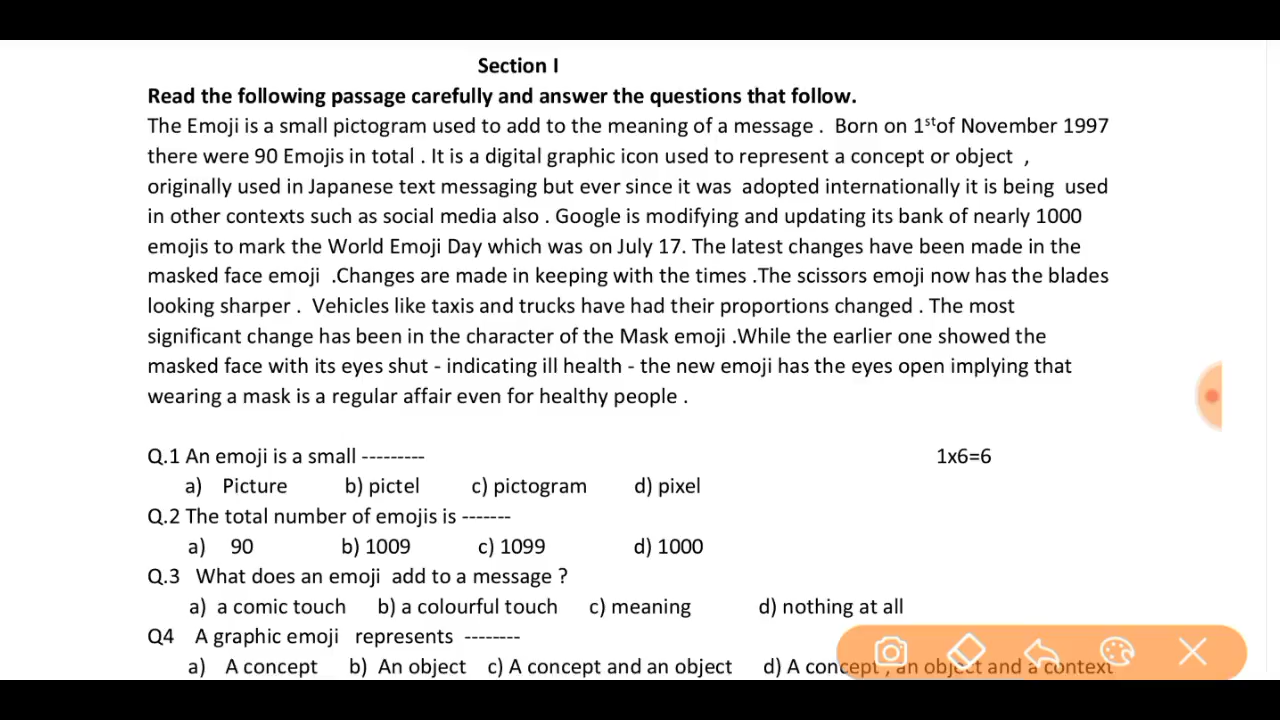 Section I
Read the following passage carefully and answer the questions that follow.
The Emoji is a small pictogram used to add to the meaning of a message . Born on 1st of November 1997
there were 90 Emojis in total . It is a digital graphic icon used to represent a concept or object ,
originally used in Japanese text messaging but ever since it was adopted internationally it is being used
in other contexts such as social media also . Google is modifying and updating its bank of nearly 1000
emojis to mark the World Emoji Day which was on July 17. The latest changes have been made in the
masked face emoji .Changes are made in keeping with the times .The scissors emoji now has the blades
looking sharper . Vehicles like taxis and trucks have had their proportions changed . The most
significant change has been in the character of the Mask emoji .While the earlier one showed the
masked face with its eyes shut - indicating ill health - the new emoji has the eyes open implying that
wearing a mask is a regular affair even for healthy people .
Q.1 An emoji is a small --------- 1x6=6
a) Picture b) pictel c) pictogram d) pixel
Q.2 The total number of emojis is -------
a) 90 b) 1009 c) 1099 d) 1000
Q.3 What does an emoji add to a message ?
a) a comic touch b) a colourful touch c) meaning d) nothing at all
Q4 A graphic emoji represents --------
a) A concept b) An object c) A concept and an object d) A concept , an object and a context